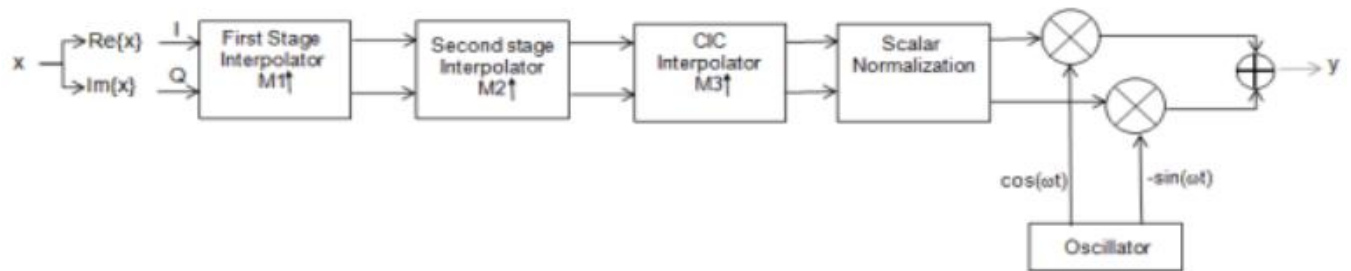 x
Re{x}
Im{x}
I
Q
First Stage
Interpolator
M1↑
Second stage
Interpolator
M2↑
CIC
Interpolator
M3↑
Scalar
Normalization
y
cos(ωt)
-sin(ωt)
Oscillator